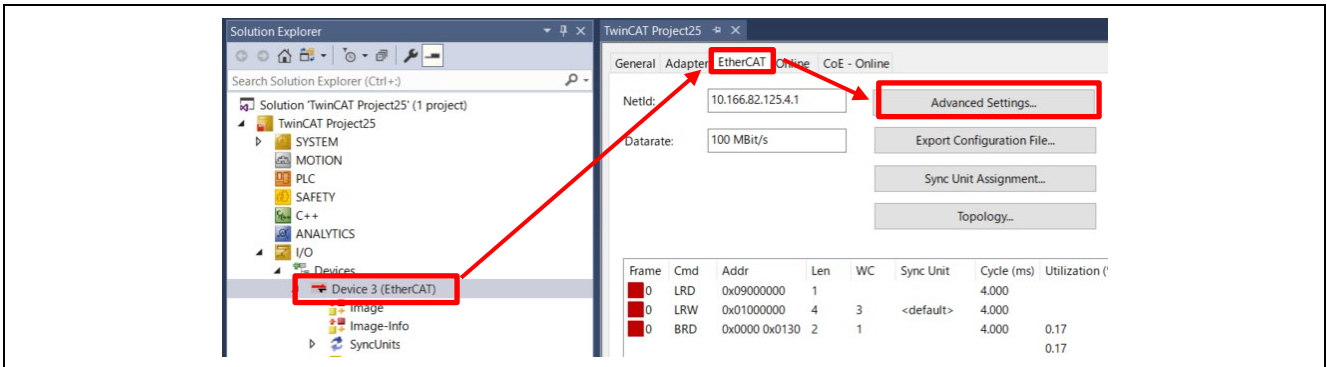 Solution Explorer
Search Solution Explorer (Ctrl+:)
Solution 'TwinCAT Project25' (1 project)
TwinCAT Project25
SYSTEM
MOTION
PLC
SAFETY
C++
ANALYTICS
I/O
Devices
Device 3 (EtherCAT)
Image
Image-Info
SyncUnits
TwinCAT Project25
General Adapter EtherCAT Online CoE - Online
NetId: 10.166.82.125.4.1 Advanced Settings...
Datarate: 100 MBit/s Export Configuration File...
Sync Unit Assignment...
Topology...
Frame Cmd Addr Len WC Sync Unit Cycle (ms) Utilization (
0 LRD 0x09000000 1 4.000
0 LRW 0x01000000 4 3 <default> 4.000
0 BRD 0x0000 0x0130 2 1 4.000 0.17
0.17